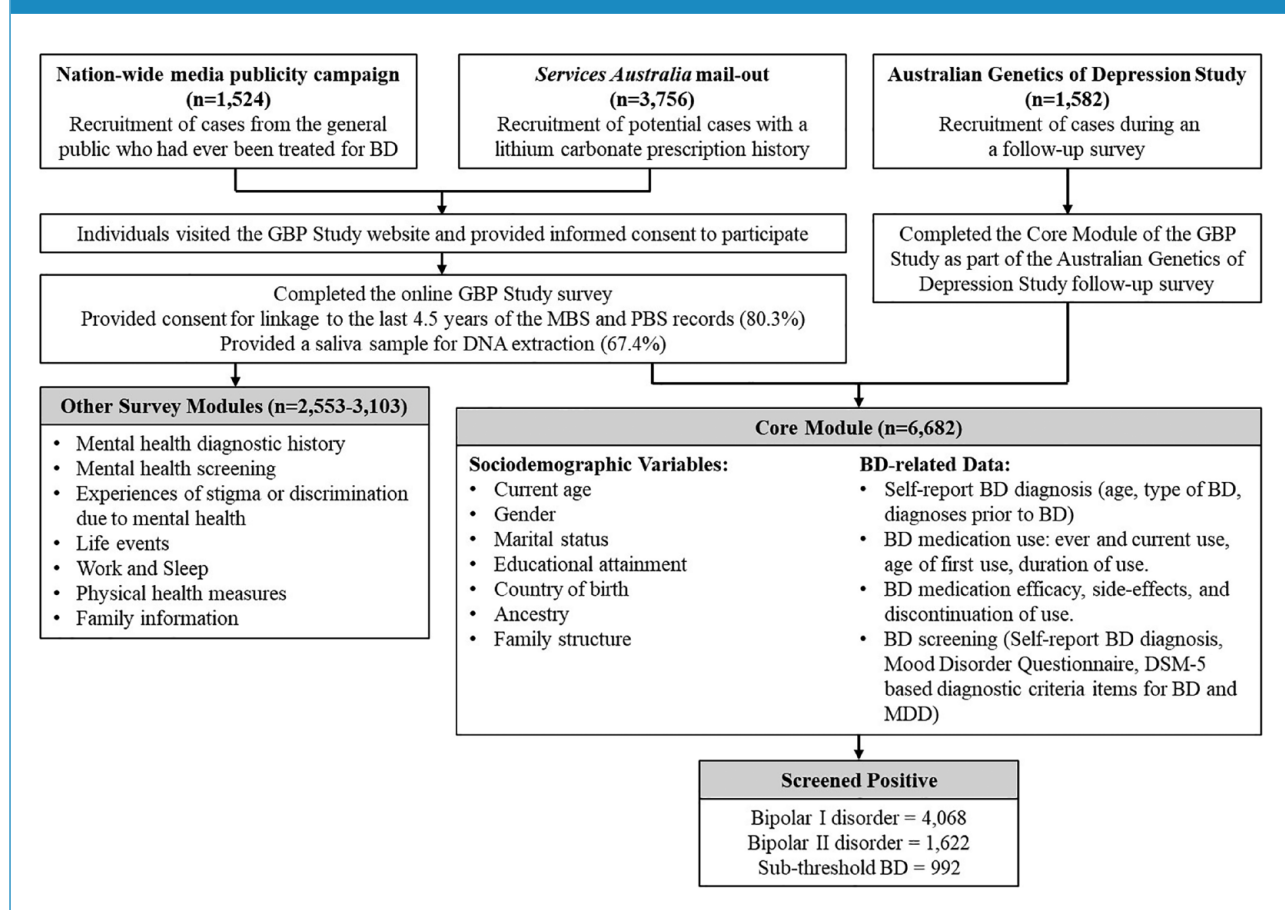 Nation-wide media publicity campaign
(n=1,524)
Recruitment of cases from the general
public who had ever been treated for BD
Services Australia mail-out
(n=3,756)
Recruitment of potential cases with a
lithium carbonate prescription history
Australian Genetics of Depression Study
(n=1,582)
Recruitment of cases during an
a follow-up survey
Individuals visited the GBP Study website and provided informed consent to participate
Completed the Core Module of the GBP
Study as part of the Australian Genetics of
Depression Study follow-up survey
Completed the online GBP Study survey
Provided consent for linkage to the last 4.5 years of the MBS and PBS records (80.3%)
Provided a saliva sample for DNA extraction (67.4%)
Other Survey Modules (n=2,553-3,103)
• Mental health diagnostic history
• Mental health screening
• Experiences of stigma or discrimination
due to mental health
• Life events
• Work and Sleep
• Physical health measures
• Family information
Core Module (n=6,682)
Sociodemographic Variables:
• Current age
• Gender
• Marital status
• Educational attainment
• Country of birth
• Ancestry
• Family structure
BD-related Data:
• Self-report BD diagnosis (age, type of BD,
diagnoses prior to BD)
• BD medication use: ever and current use,
age of first use, duration of use.
• BD medication efficacy, side-effects, and
discontinuation of use.
• BD screening (Self-report BD diagnosis,
Mood Disorder Questionnaire, DSM-5
based diagnostic criteria items for BD and
MDD)
Screened Positive
Bipolar I disorder = 4,068
Bipolar II disorder = 1,622
Sub-threshold BD = 992